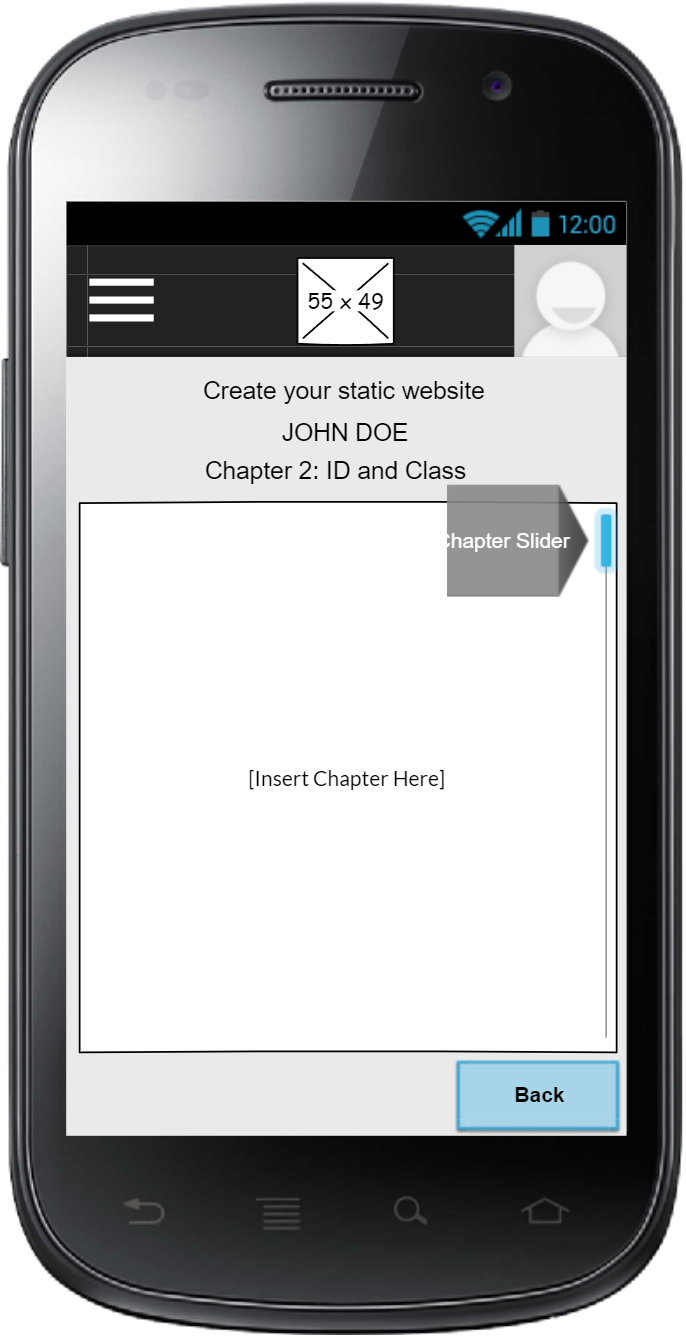 12:00
55 x 49
Create your static website
JOHN DOE
Chapter 2: ID and Class
Chapter Slider
[Insert Chapter Here]
Back